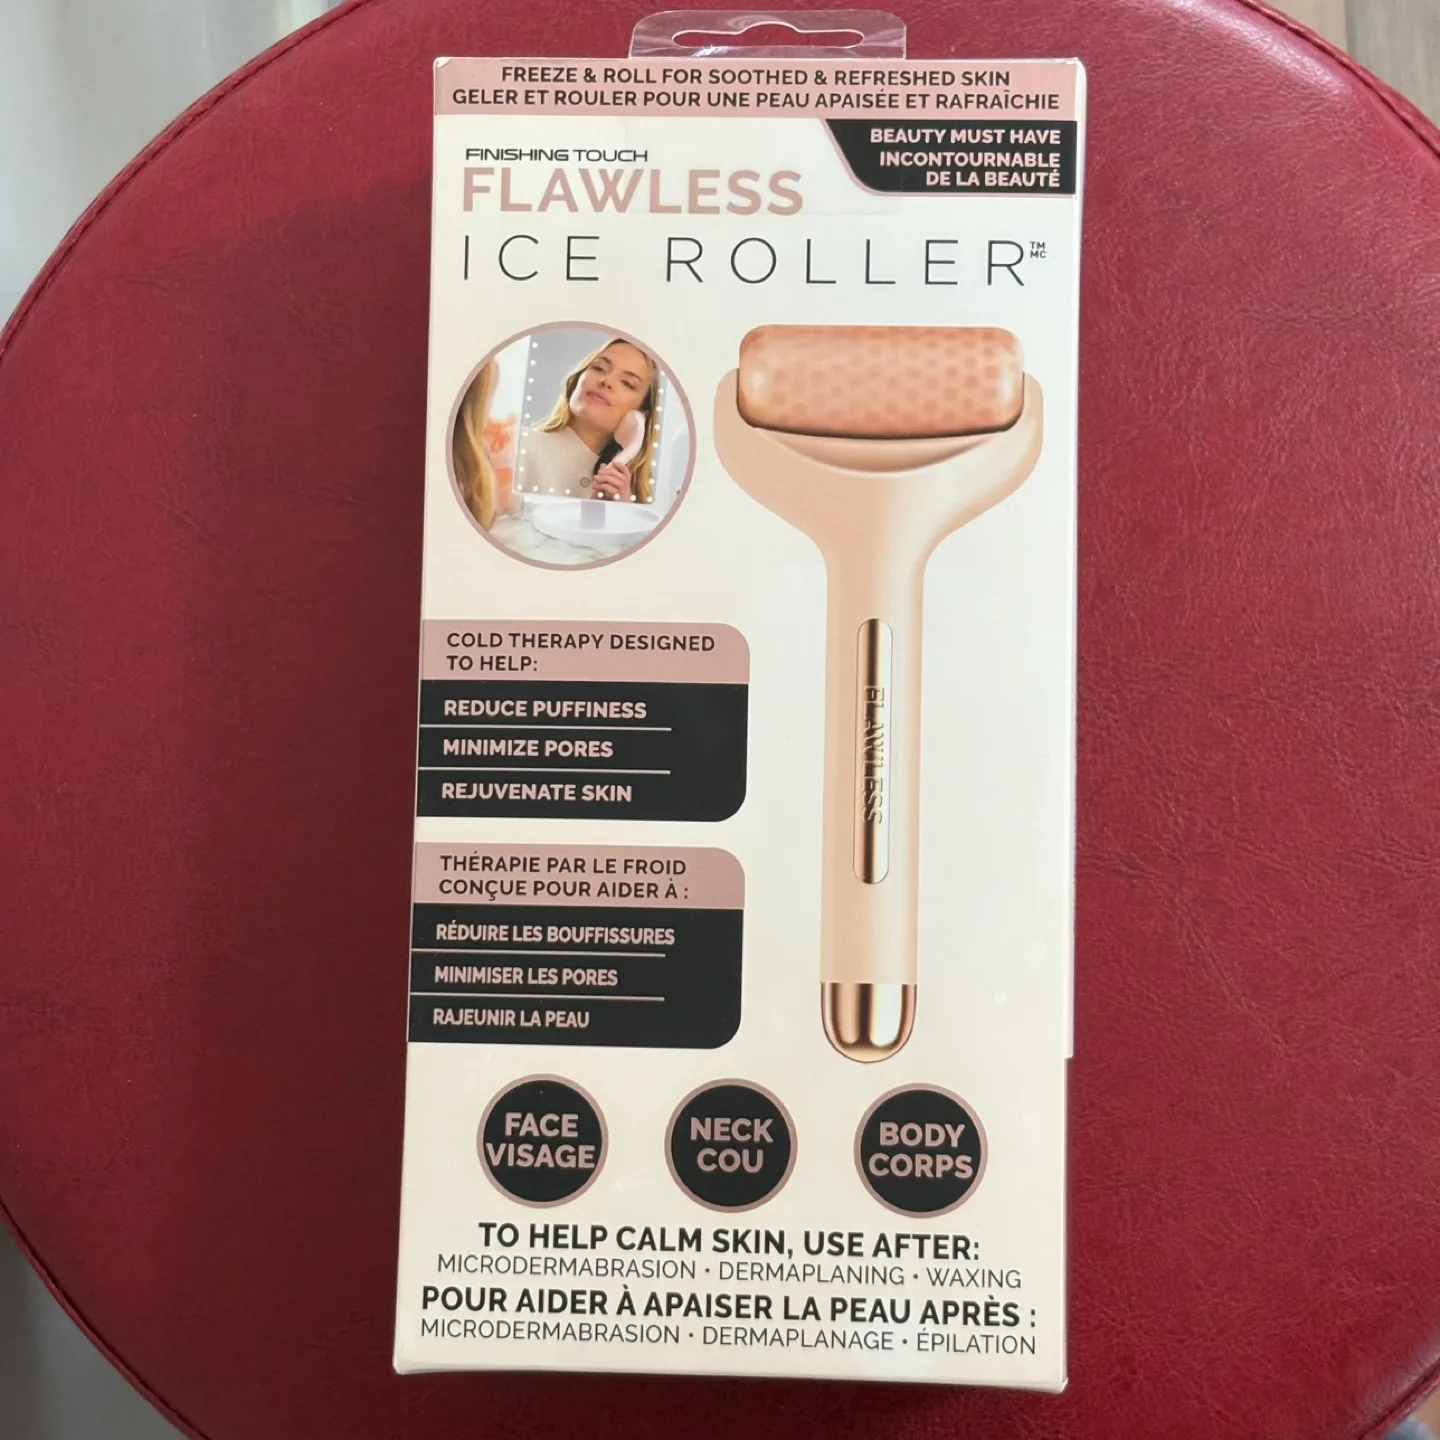 FREEZE & ROLL FOR SOOTHED & REFRESHED SKIN
GELER ET ROULER POUR UNE PEAU APAISÉE ET RAFRAÎCHIE
BEAUTY MUST HAVE
INCONTOURNABLE
DE LA BEAUTÉ
FINISHING TOUCH
FLAWLESS
ICE ROLLER™ MC
FLAWLESS
COLD THERAPY DESIGNED
TO HELP:
REDUCE PUFFINESS
MINIMIZE PORES
REJUVENATE SKIN
THÉRAPIE PAR LE FROID
CONÇUE POUR AIDER À :
RÉDUIRE LES BOUFFISSURES
MINIMISER LES PORES
RAJEUNIR LA PEAU
FACE
VISAGE
NECK
COU
BODY
CORPS
TO HELP CALM SKIN, USE AFTER:
MICRODERMABRASION • DERMAPLANING • WAXING
POUR AIDER À APAISER LA PEAU APRÈS :
MICRODERMABRASION • DERMAPLANAGE • ÉPILATION